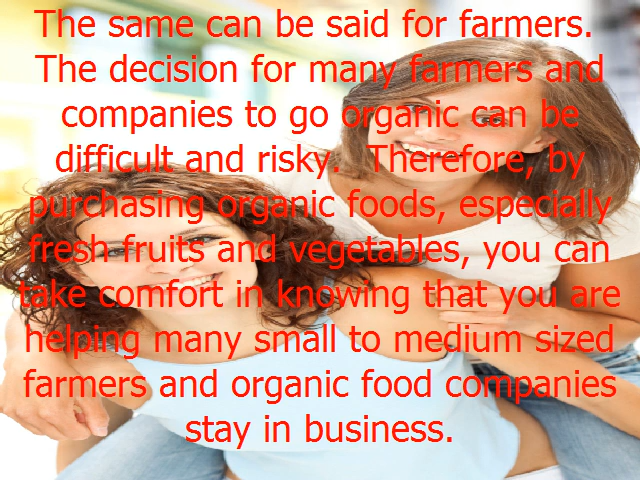 The same can be said for farmers.
The decision for many farmers and
companies to go organic can be
difficult and risky.  Therefore, by
purchasing organic foods, especially
fresh fruits and vegetables, you can
take comfort in knowing that you are
helping many small to medium sized
farmers and organic food companies
stay in business.